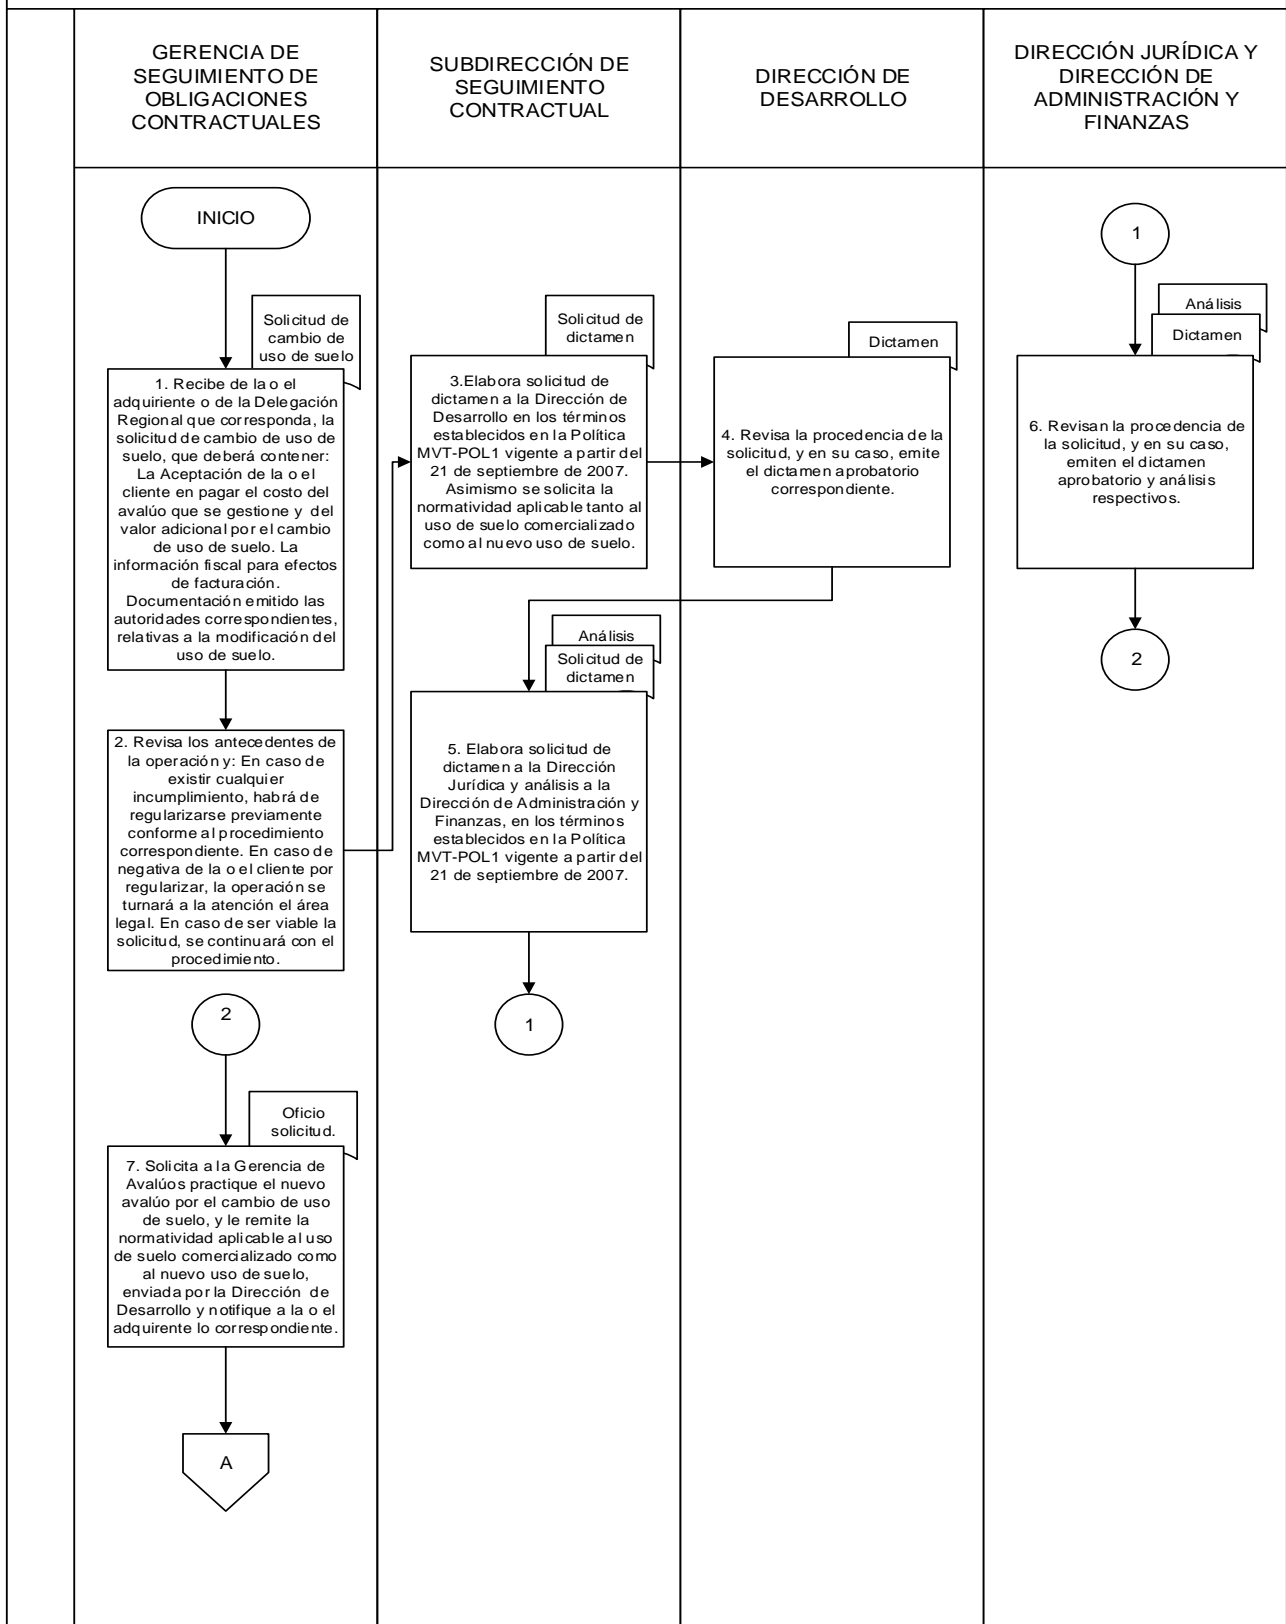 GERENCIA DE
SEGUIMIENTO DE
OBLIGACIONES
CONTRACTUALES
SUBDIRECCIÓN DE
SEGUIMIENTO
CONTRACTUAL
DIRECCIÓN DE
DESARROLLO
DIRECCIÓN JURÍDICA Y
DIRECCIÓN DE
ADMINISTRACIÓN Y
FINANZAS
INICIO
Solicitud de
cambio de
uso de suelo
1. Recibe de la o el
adquiriente o de la Delegación
Regional que corresponda, la
solicitud de cambio de uso de
suelo, que deberá contener:
La Aceptación de la o el
cliente en pagar el costo del
avalúo que se gestione y del
valor adicional por el cambio
de uso de suelo. La
información fiscal para efectos
de facturación.
Documentación emitido las
autoridades correspondientes,
relativas a la modificación del
uso de suelo.
2. Revisa los antecedentes de
la operación y: En caso de
existir cualquier
incumplimiento, habrá de
regularizarse previamente
conforme al procedimiento
correspondiente. En caso de
negativa de la o el cliente por
regularizar, la operación se
turnará a la atención el área
legal. En caso de ser viable la
solicitud, se continuará con el
procedimiento.
Solicitud de
dictamen
3.Elabora solicitud de
dictamen a la Dirección de
Desarrollo en los términos
establecidos en la Política
MVT-POL1 vigente a partir del
21 de septiembre de 2007.
Asimismo se solicita la
normatividad aplicable tanto al
uso de suelo comercializado
como al nuevo uso de suelo.
Dictamen
4. Revisa la procedencia de la
solicitud, y en su caso, emite
el dictamen aprobatorio
correspondiente.
Análisis
Solicitud de
dictamen
5. Elabora solicitud de
dictamen a la Dirección
Jurídica y análisis a la
Dirección de Administración y
Finanzas, en los términos
establecidos en la Política
MVT-POL1 vigente a partir del
21 de septiembre de 2007.
1
1
Análisis
Dictamen
6. Revisan la procedencia de
la solicitud, y en su caso,
emiten el dictamen
aprobatorio y análisis
respectivos.
2
2
Oficio
solicitud.
7. Solicita a la Gerencia de
Avalúos practique el nuevo
avalúo por el cambio de uso
de suelo, y le remite la
normatividad aplicable al uso
de suelo comercializado como
al nuevo uso de suelo,
enviada por la Dirección de
Desarrollo y notifique a la o el
adquirente lo correspondiente.
A